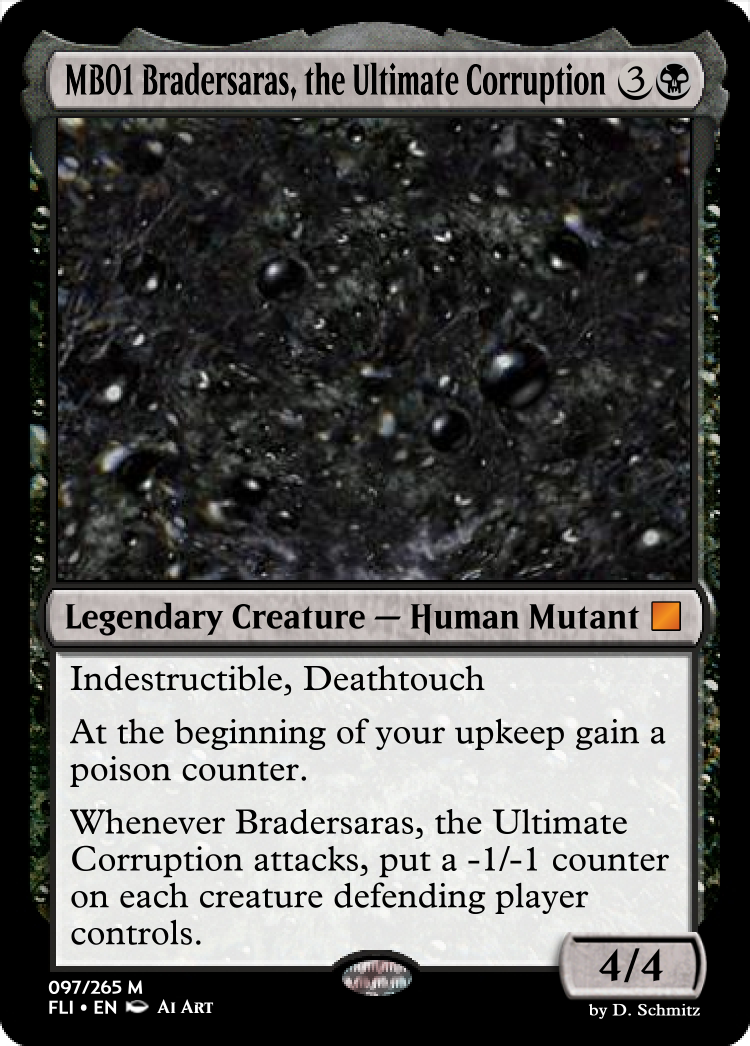 MB01 Bradersaras, the Ultimate Corruption 3
Legendary Creature — Human Mutant
Indestructible, Deathtouch
At the beginning of your upkeep gain a
poison counter.
Whenever Bradersaras, the Ultimate
Corruption attacks, put a -1/-1 counter
on each creature defending player
controls.
4/4
097/265 M
FLI • EN AI ART
by D. Schmitz